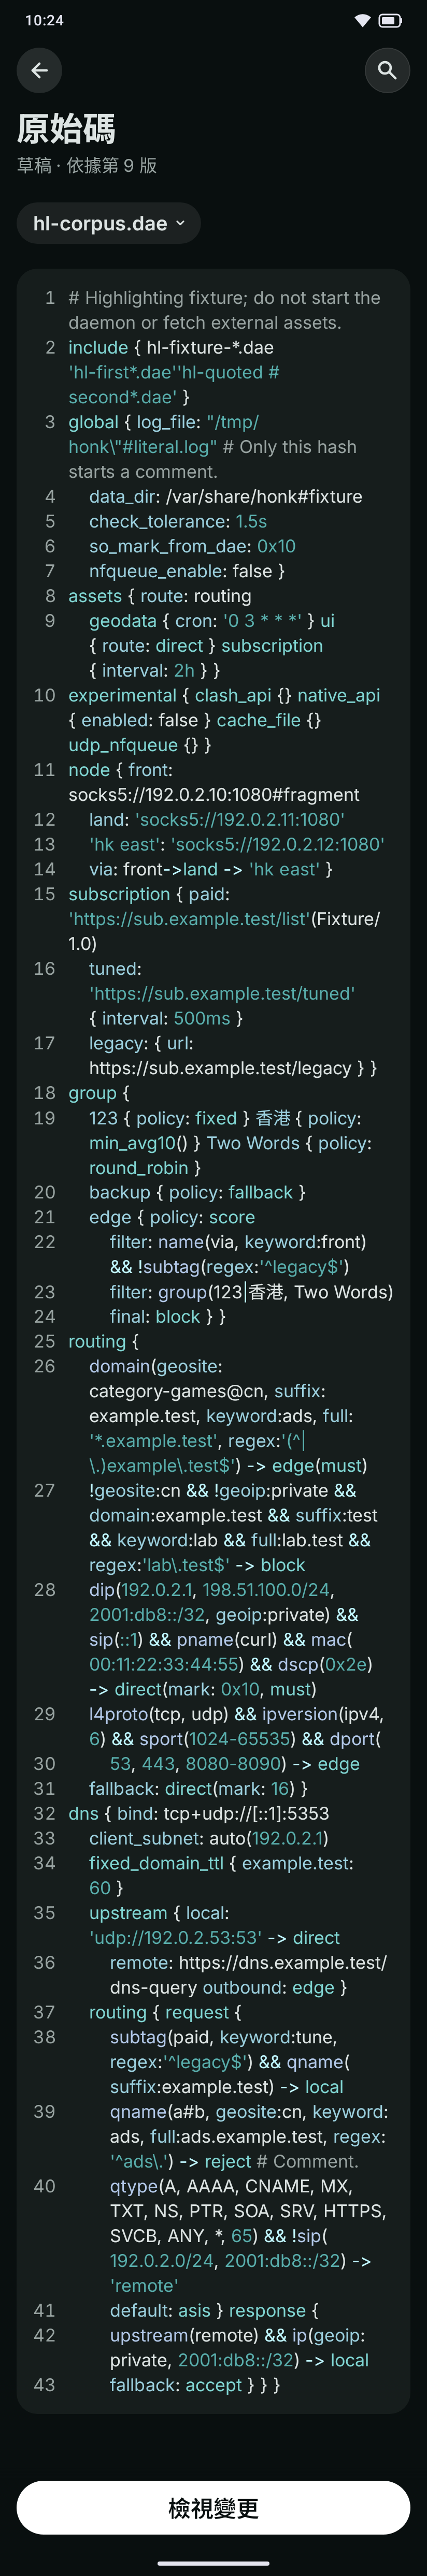 10:24
原始碼
草稿 · 依據第 9 版
hl-corpus.dae
1 # Highlighting fixture; do not start the
daemon or fetch external assets.
2 include { hl-fixture-*.dae
'hl-first*.dae''hl-quoted #
second*.dae' }
3 global { log_file: "/tmp/
honk\"#literal.log" # Only this hash
starts a comment.
4 data_dir: /var/share/honk#fixture
5 check_tolerance: 1.5s
6 so_mark_from_dae: 0x10
7 nfqueue_enable: false }
8 assets { route: routing
9 geodata { cron: '0 3 * * *' } ui
{ route: direct } subscription
{ interval: 2h } }
10 experimental { clash_api {} native_api
{ enabled: false } cache_file {}
udp_nfqueue {} }
11 node { front:
socks5://192.0.2.10:1080#fragment
12 land: 'socks5://192.0.2.11:1080'
13 'hk east': 'socks5://192.0.2.12:1080'
14 via: front->land -> 'hk east' }
15 subscription { paid:
'https://sub.example.test/list'(Fixture/
1.0)
16 tuned:
'https://sub.example.test/tuned'
{ interval: 500ms }
17 legacy: { url:
https://sub.example.test/legacy } }
18 group {
19 123 { policy: fixed } 香港 { policy:
min_avg10() } Two Words { policy:
round_robin }
20 backup { policy: fallback }
21 edge { policy: score
22 filter: name(via, keyword:front)
&& !subtag(regex:'^legacy$')
23 filter: group(123|香港, Two Words)
24 final: block } }
25 routing {
26 domain(geosite:
category-games@cn, suffix:
example.test, keyword:ads, full:
'*.example.test', regex:'(^|
\.)example\.test$') -> edge(must)
27 !geosite:cn && !geoip:private &&
domain:example.test && suffix:test
&& keyword:lab && full:lab.test &&
regex:'lab\.test$' -> block
28 dip(192.0.2.1, 198.51.100.0/24,
2001:db8::/32, geoip:private) &&
sip(::1) && pname(curl) && mac(
00:11:22:33:44:55) && dscp(0x2e)
-> direct(mark: 0x10, must)
29 l4proto(tcp, udp) && ipversion(ipv4,
6) && sport(1024-65535) && dport(
30 53, 443, 8080-8090) -> edge
31 fallback: direct(mark: 16) }
32 dns { bind: tcp+udp://[::1]:5353
33 client_subnet: auto(192.0.2.1)
34 fixed_domain_ttl { example.test:
60 }
35 upstream { local:
'udp://192.0.2.53:53' -> direct
36 remote: https://dns.example.test/
dns-query outbound: edge }
37 routing { request {
38 subtag(paid, keyword:tune,
regex:'^legacy$') && qname(
suffix:example.test) -> local
39 qname(a#b, geosite:cn, keyword:
ads, full:ads.example.test, regex:
'^ads\.') -> reject # Comment.
40 qtype(A, AAAA, CNAME, MX,
TXT, NS, PTR, SOA, SRV, HTTPS,
SVCB, ANY, *, 65) && !sip(
192.0.2.0/24, 2001:db8::/32) ->
'remote'
41 default: asis } response {
42 upstream(remote) && ip(geoip:
private, 2001:db8::/32) -> local
43 fallback: accept } } }
檢視變更